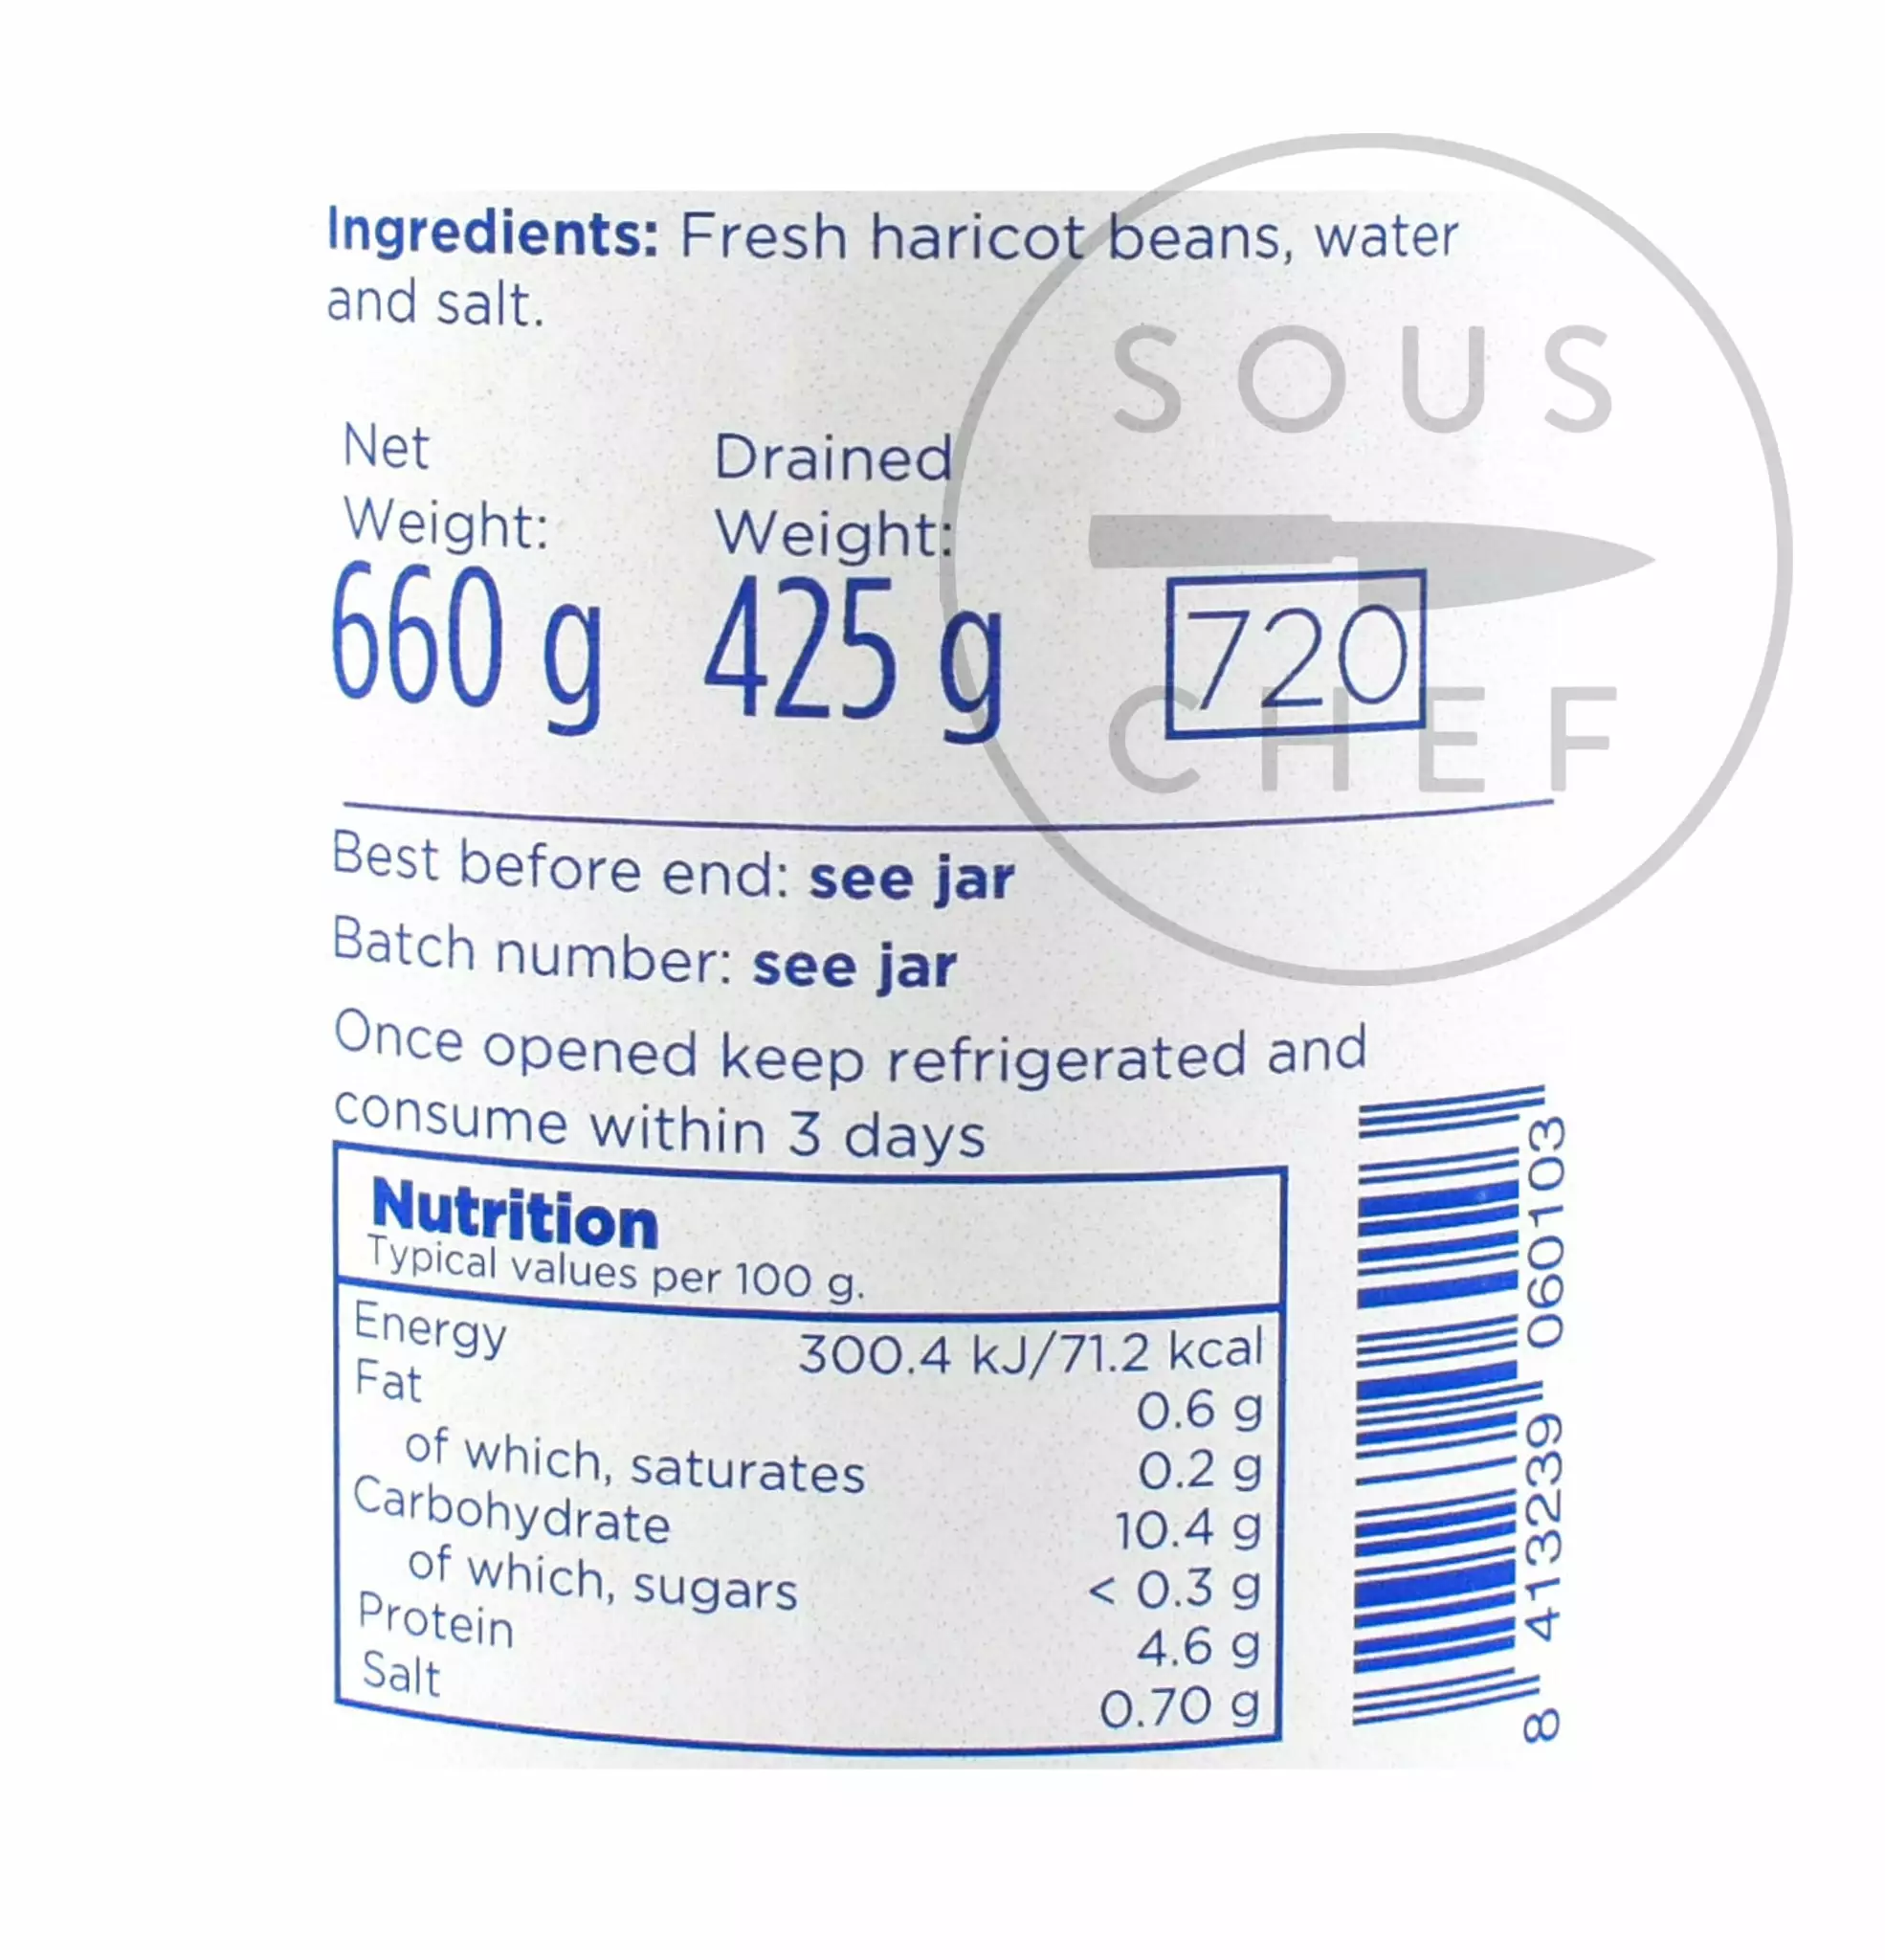 Ingredients: Fresh haricot beans, water
and salt.
SOUS
CHEF
Net
Weight:
660 g
Drained
Weight:
425 g
720
Best before end: see jar
Batch number: see jar
Once opened keep refrigerated and
consume within 3 days
Nutrition
Typical values per 100 g.
Energy 300.4 kJ/71.2 kcal
Fat 0.6 g
of which, saturates 0.2 g
Carbohydrate 10.4 g
of which, sugars < 0.3 g
Protein 4.6 g
Salt 0.70 g
8 413239 060103